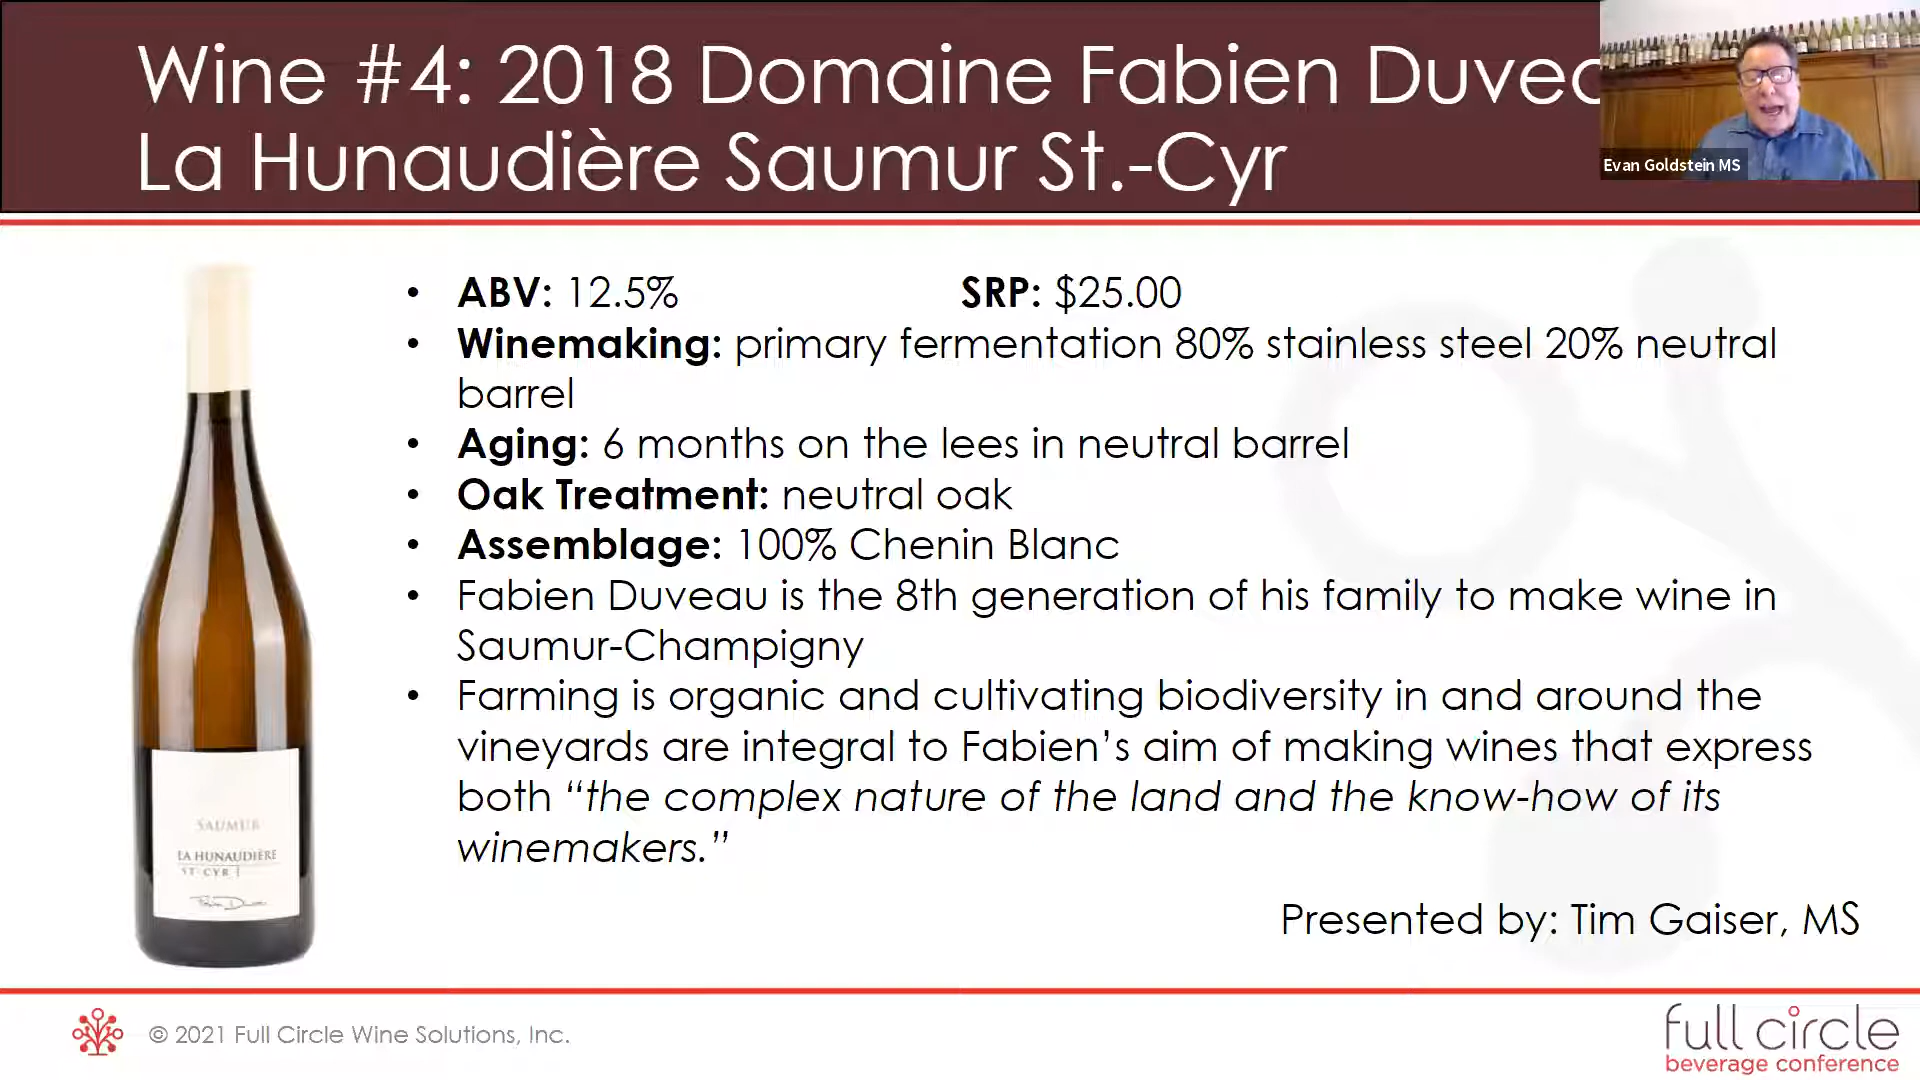 Wine #4: 2018 Domaine Fabien Duveau
La Hunaudière Saumur St.-Cyr
Evan Goldstein MS
• ABV: 12.5% SRP: $25.00
• Winemaking: primary fermentation 80% stainless steel 20% neutral
barrel
• Aging: 6 months on the lees in neutral barrel
• Oak Treatment: neutral oak
• Assemblage: 100% Chenin Blanc
• Fabien Duveau is the 8th generation of his family to make wine in
Saumur-Champigny
• Farming is organic and cultivating biodiversity in and around the
vineyards are integral to Fabien’s aim of making wines that express
both “the complex nature of the land and the know-how of its
winemakers.”
SAUMUR
LA HUNAUDIÈRE
ST-CYR
Presented by: Tim Gaiser, MS
© 2021 Full Circle Wine Solutions, Inc.
full circle
beverage conference